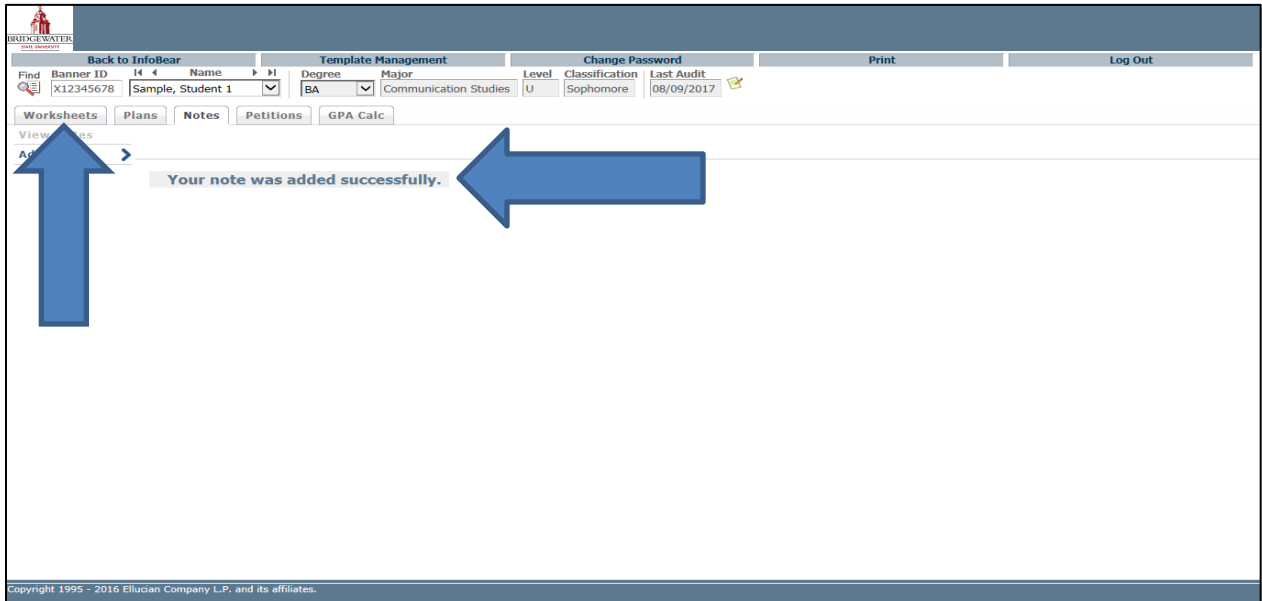 BRIDGEWATER
STATE UNIVERSITY
Back to InfoBear Template Management Change Password Print Log Out
Find Banner ID Name Degree Major Level Classification Last Audit
X12345678 Sample, Student 1 BA Communication Studies U Sophomore 08/09/2017
Worksheets Plans Notes Petitions GPA Calc
View
Your note was added successfully.
Copyright 1995 - 2016 Ellucian Company L.P. and its affiliates.